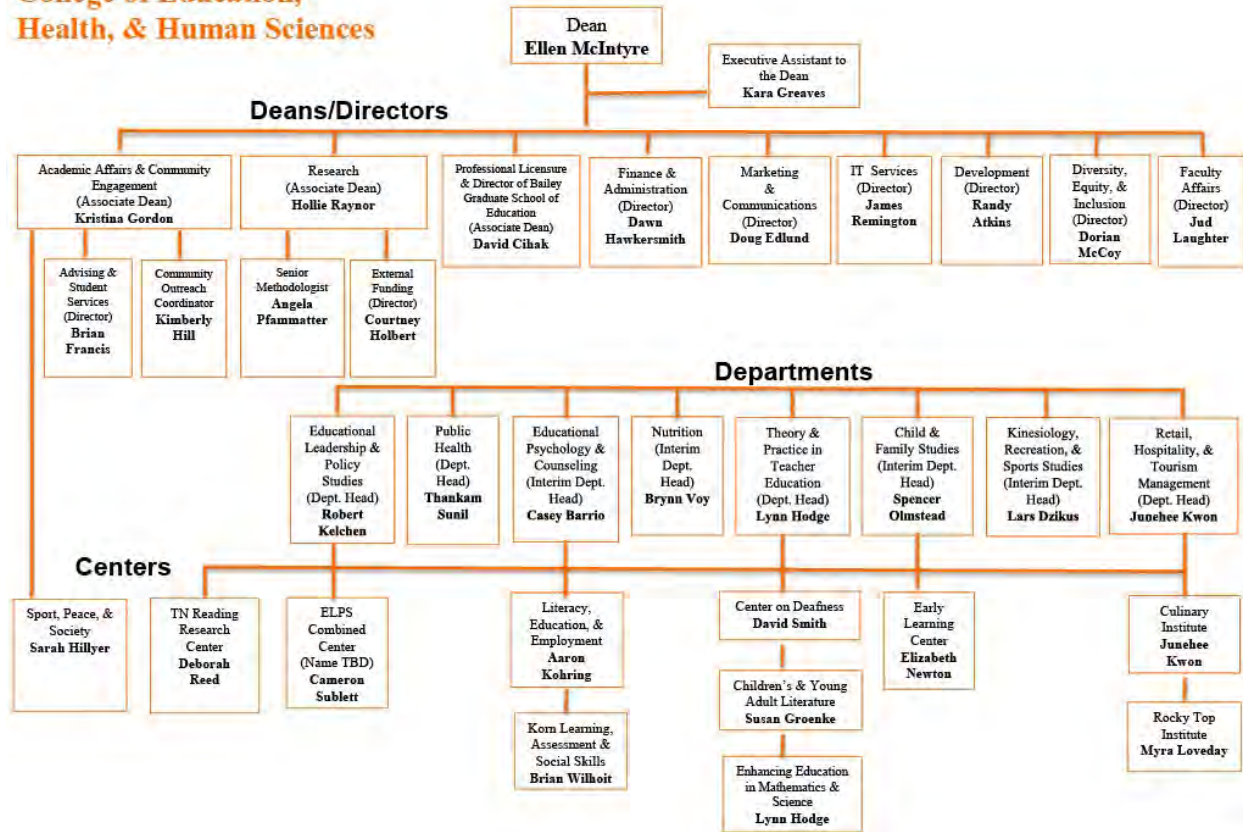 College of Education,
Health, & Human Sciences
Dean
Ellen McIntyre
Executive Assistant to
the Dean
Kara Greaves
Deans/Directors
Academic Affairs & Community
Engagement
(Associate Dean)
Kristina Gordon
Research
(Associate Dean)
Hollie Raynor
Professional Licensure
& Director of Bailey
Graduate School of
Education
(Associate Dean)
David Cihak
Finance &
Administration
(Director)
Dawn
Hawkersmith
Marketing
&
Communications
(Director)
Doug Edlund
IT Services
(Director)
James
Remington
Development
(Director)
Randy
Atkins
Diversity,
Equity, &
Inclusion
(Director)
Dorian
McCoy
Faculty
Affairs
(Director)
Jud
Laughter
Advising &
Student
Services
(Director)
Brian
Francis
Community
Outreach
Coordinator
Kimberly
Hill
Senior
Methodologist
Angela
Pfammatter
External
Funding
(Director)
Courtney
Holbert
Departments
Educational
Leadership &
Policy
Studies
(Dept. Head)
Robert
Kelchen
Public
Health
(Dept.
Head)
Thankam
Sunil
Educational
Psychology &
Counseling
(Interim Dept.
Head)
Casey Barrio
Nutrition
(Interim
Dept.
Head)
Brynn Voy
Theory &
Practice in
Teacher
Education
(Dept. Head)
Lynn Hodge
Child &
Family Studies
(Interim Dept.
Head)
Spencer
Olmstead
Kinesiology,
Recreation, &
Sports Studies
(Interim Dept.
Head)
Lars Dzikus
Retail,
Hospitality, &
Tourism
Management
(Dept. Head)
Junehee Kwon
Centers
Sport, Peace, &
Society
Sarah Hillyer
TN Reading
Research
Center
Deborah
Reed
ELPS
Combined
Center
(Name TBD)
Cameron
Sublett
Literacy,
Education, &
Employment
Aaron
Kohring
Center on Deafness
David Smith
Early
Learning
Center
Elizabeth
Newton
Culinary
Institute
Junehee
Kwon
Korn Learning,
Assessment &
Social Skills
Brian Wilhoit
Children's & Young
Adult Literature
Susan Groenke
Rocky Top
Institute
Myra Loveday
Enhancing Education
in Mathematics &
Science
Lynn Hodge